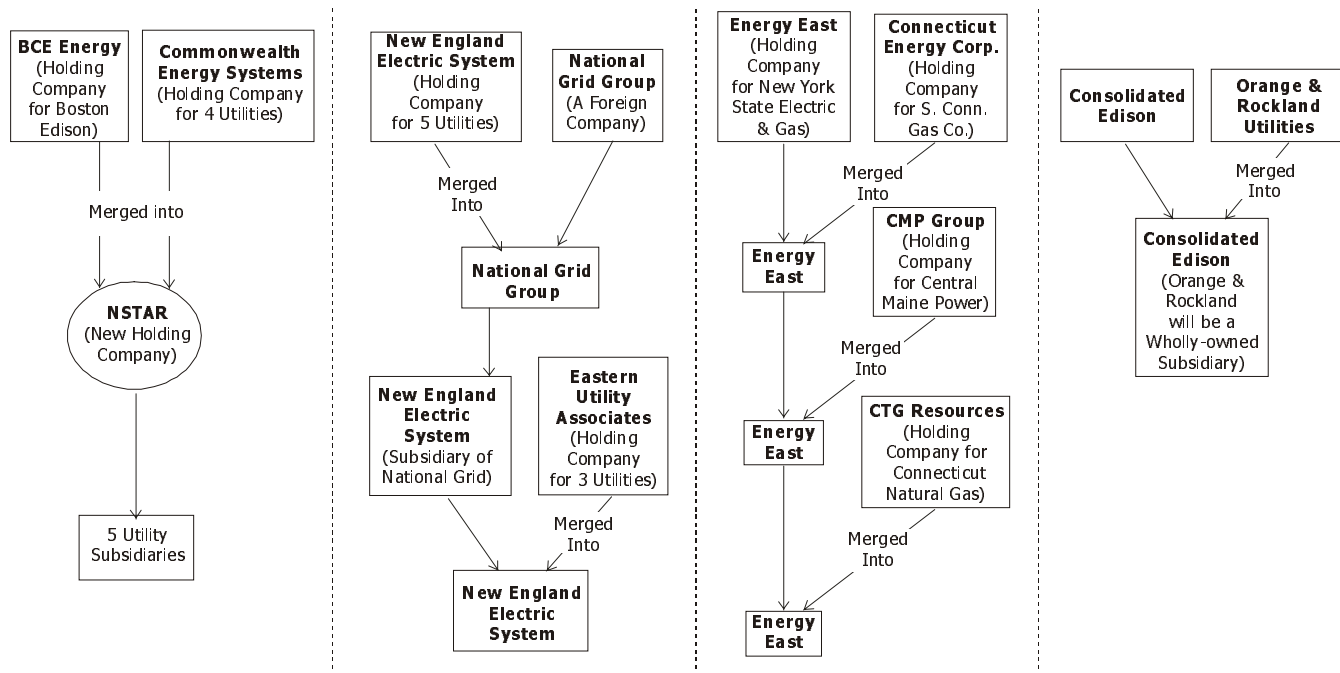 BCE Energy
(Holding
Company
for Boston
Edison)
Commonwealth
Energy Systems
(Holding Company
for 4 Utilities)
Merged into
NSTAR
(New Holding
Company)
5 Utility
Subsidiaries
New England
Electric System
(Holding
Company
for 5 Utilities)
National
Grid Group
(A Foreign
Company)
Merged
Into
National Grid
Group
New England
Electric
System
(Subsidiary of
National Grid)
Eastern
Utility
Associates
(Holding
Company
for 3 Utilities)
Merged
Into
New England
Electric
System
Energy East
(Holding
Company
for New York
State Electric
& Gas)
Connecticut
Energy Corp.
(Holding
Company
for S. Conn.
Gas Co.)
Merged
Into
Energy
East
CMP Group
(Holding
Company
for Central
Maine Power)
Merged
Into
Energy
East
CTG Resources
(Holding
Company for
Connecticut
Natural Gas)
Merged
Into
Energy
East
Consolidated
Edison
Orange &
Rockland
Utilities
Merged
Into
Consolidated
Edison
(Orange &
Rockland
will be a
Wholly-owned
Subsidiary)